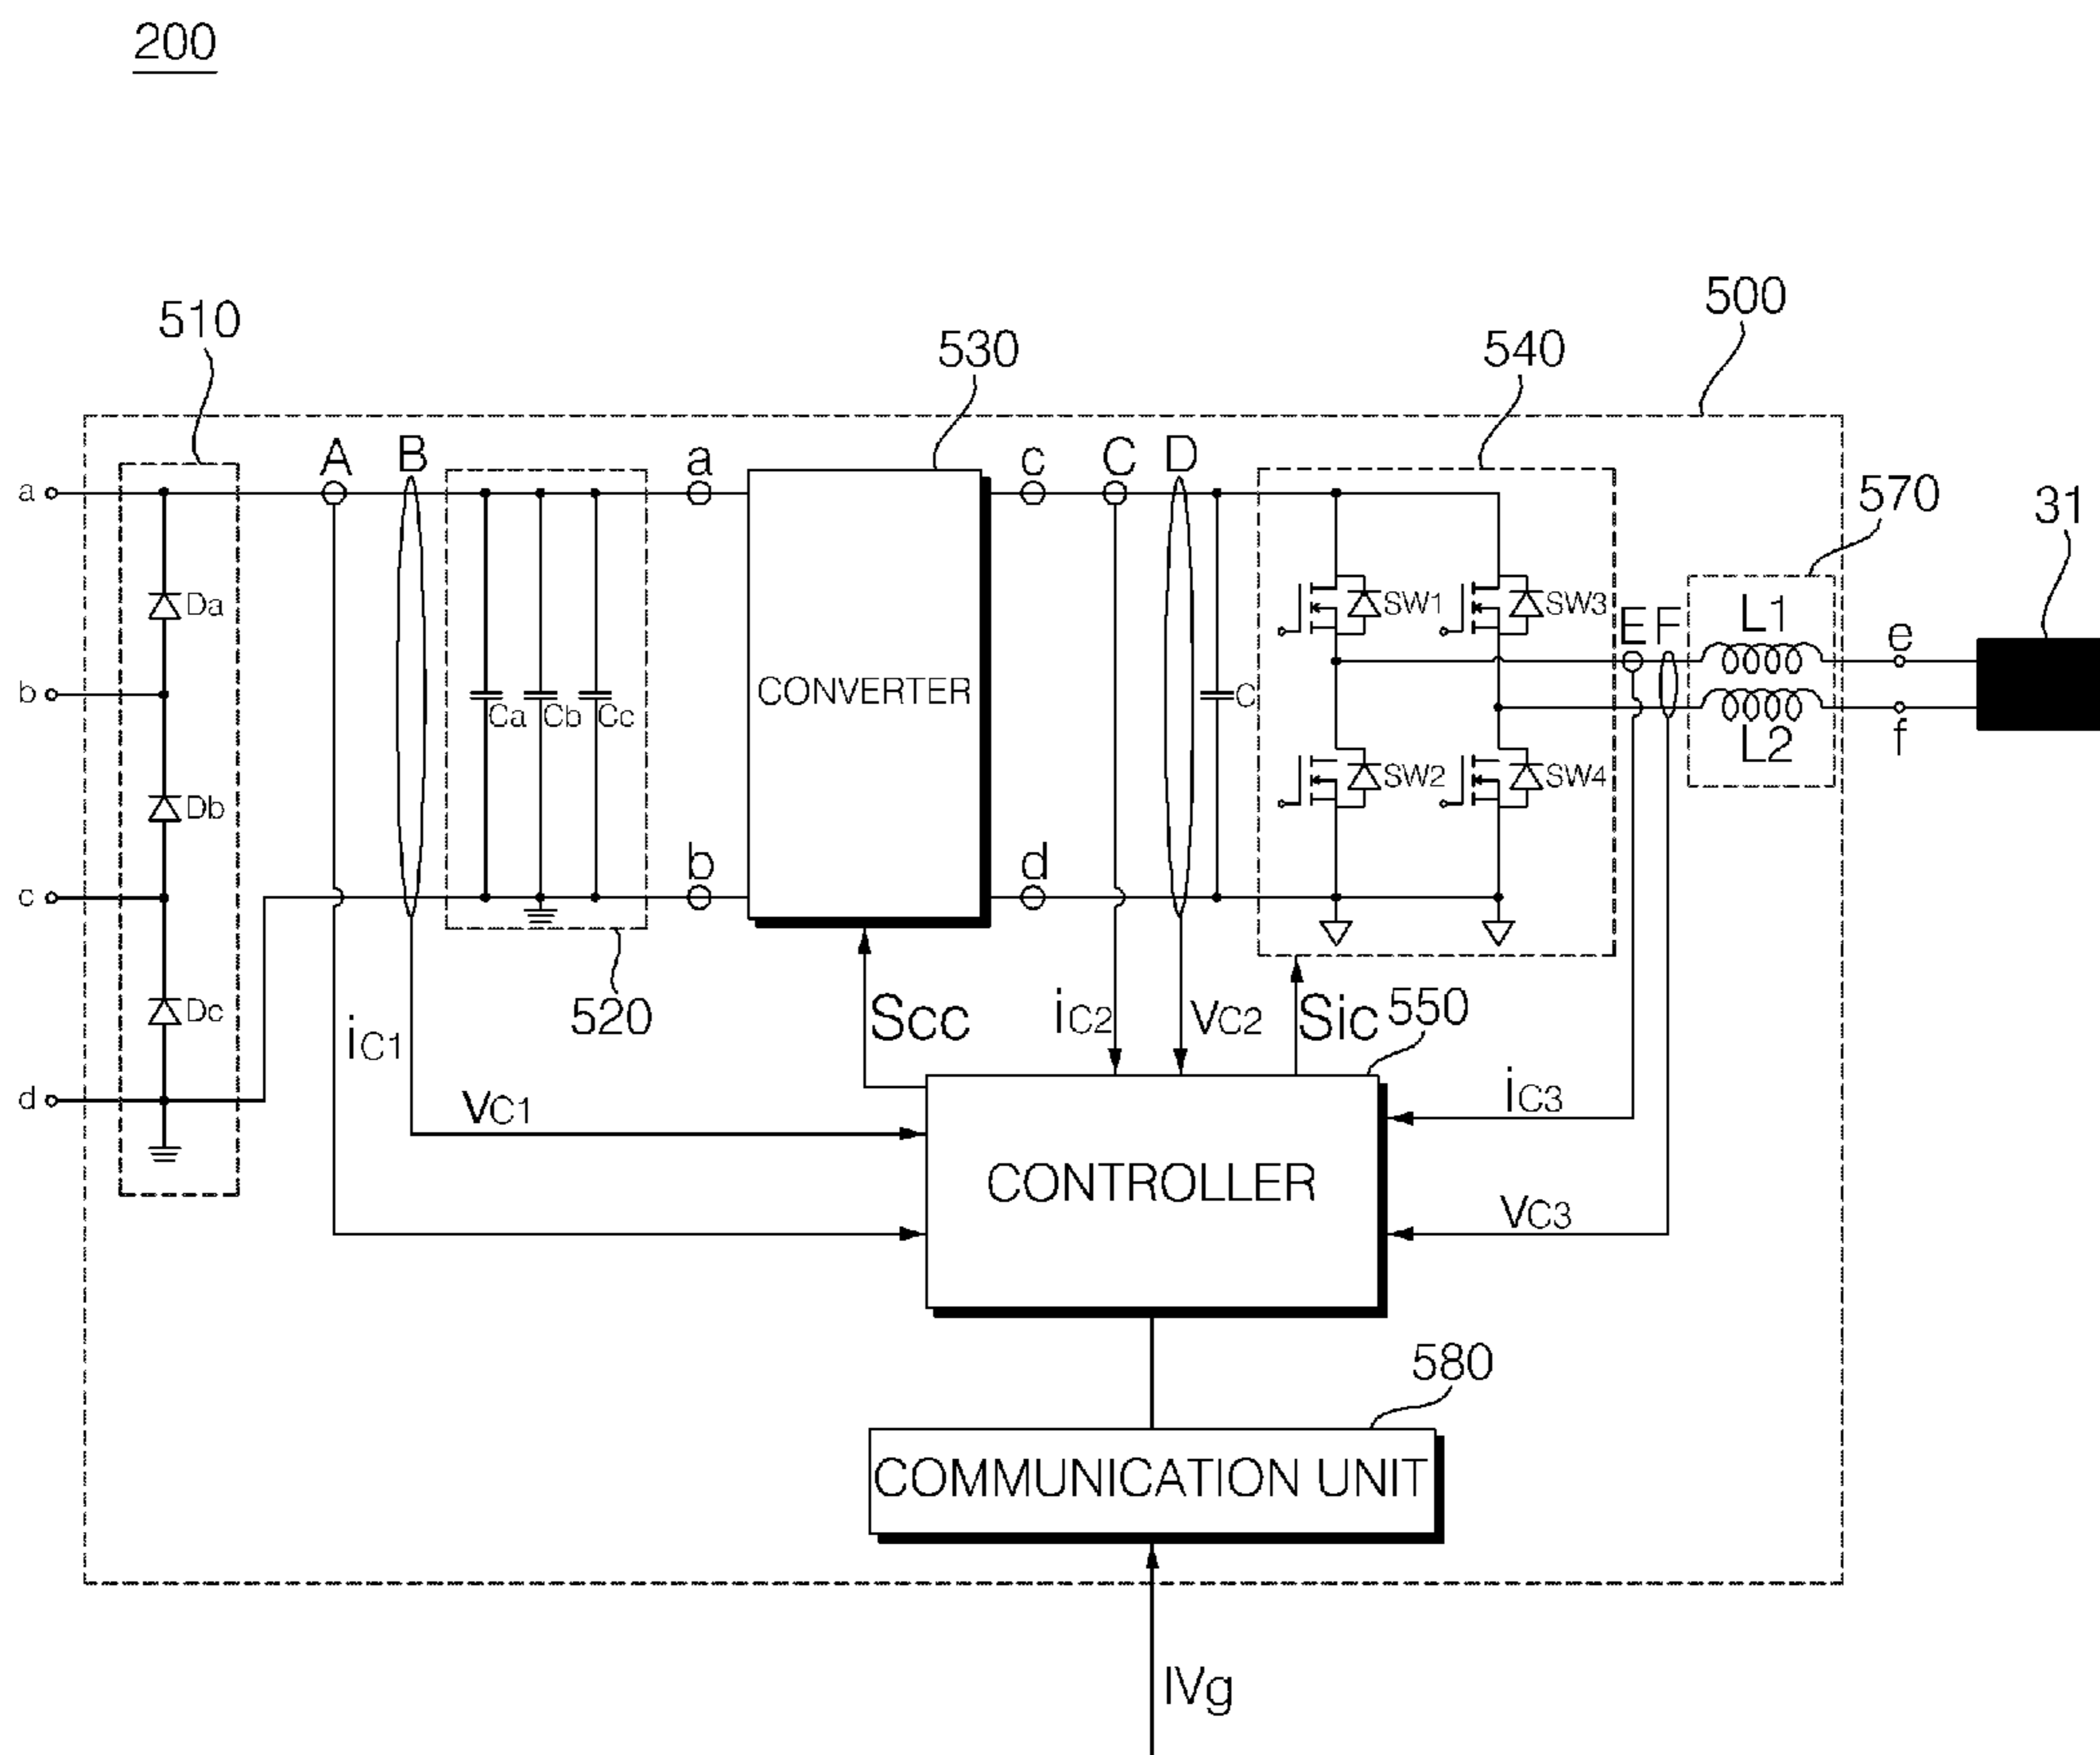 200
500
510
530
540
570
31
A
B
a
c
C
D
a
Da
SW1
SW3
E
F
L1
e
b
Ca
Cb
Cc
CONVERTER
C
L2
f
Db
SW2
SW4
c
b
d
Dc
520
iC1
Scc
iC2
VC2
Sic
550
d
VC1
iC3
CONTROLLER
VC3
580
COMMUNICATION UNIT
IVg